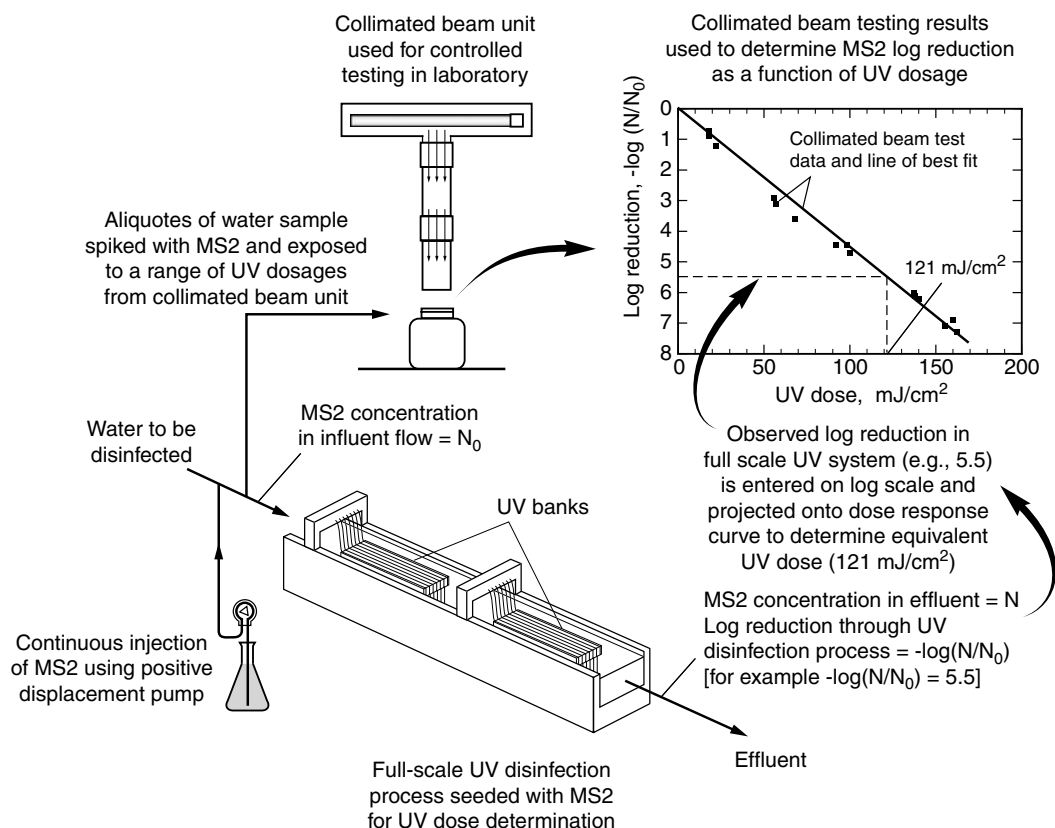 Collimated beam unit
used for controlled
testing in laboratory
Collimated beam testing results
used to determine MS2 log reduction
as a function of UV dosage
Log reduction, -log (N/N₀)
0
1
2
3
4
5
6
7
8
Collimated beam test
data and line of best fit
121 mJ/cm²
0
50
100
150
200
UV dose, mJ/cm²
Aliquotes of water sample
spiked with MS2 and exposed
to a range of UV dosages
from collimated beam unit
Water to be
disinfected
MS2 concentration
in influent flow = N₀
UV banks
Observed log reduction in
full scale UV system (e.g., 5.5)
is entered on log scale and
projected onto dose response
curve to determine equivalent
UV dose (121 mJ/cm²)
MS2 concentration in effluent = N
Log reduction through UV
disinfection process = -log(N/N₀)
[for example -log(N/N₀) = 5.5]
Continuous injection
of MS2 using positive
displacement pump
Effluent
Full-scale UV disinfection
process seeded with MS2
for UV dose determination